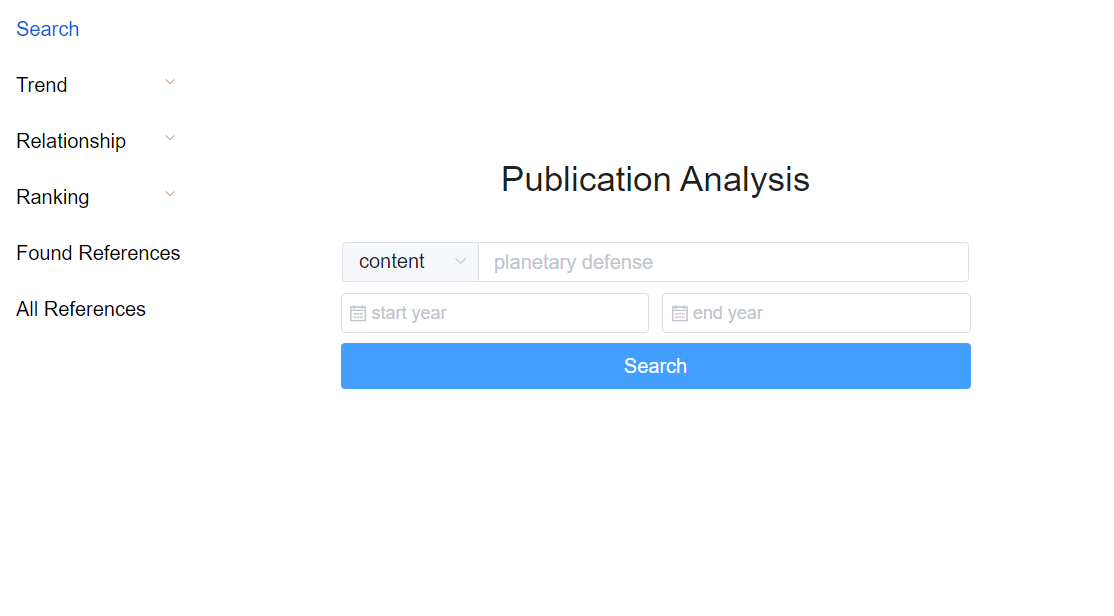 Search
Trend
Relationship
Ranking
Found References
All References
Publication Analysis
content planetary defense
start year end year
Search